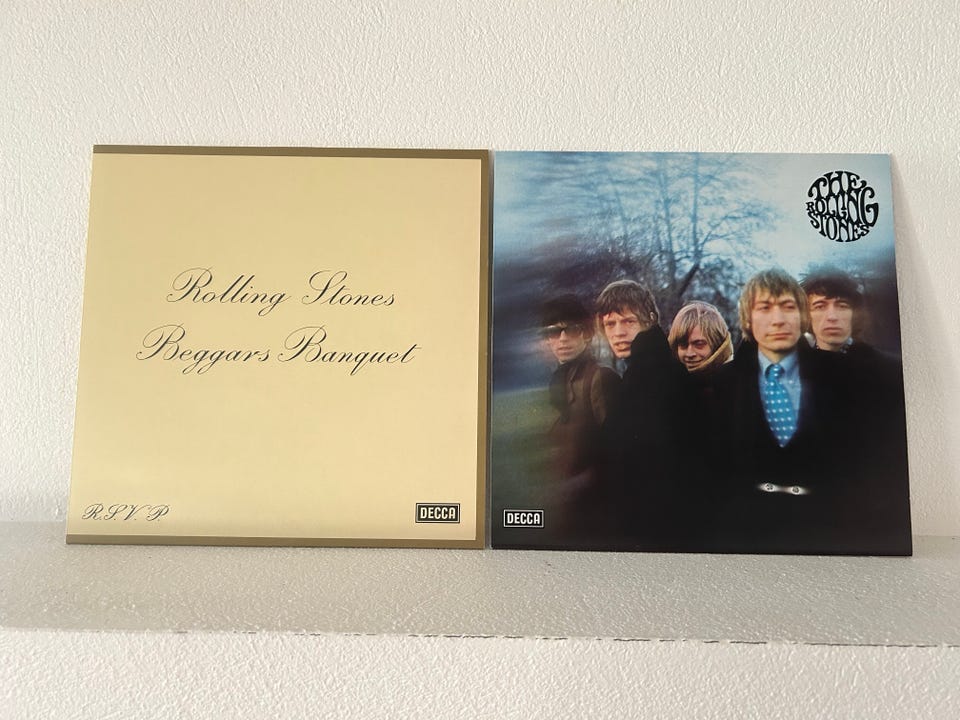 Rolling Stones
Beggars Banquet
R.S.V.P.
DECCA
THE
ROLLING
STONES
DECCA